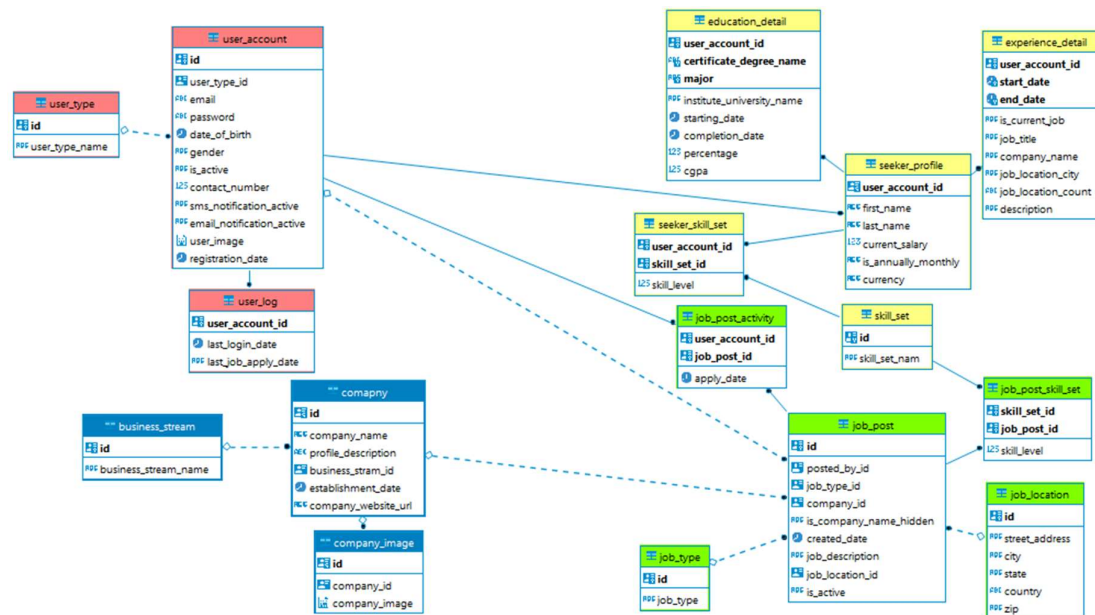 user_account
id
user_type_id
email
password
date_of_birth
gender
is_active
contact_number
sms_notification_active
email_notification_active
user_image
registration_date
user_type
id
user_type_name
user_log
user_account_id
last_login_date
last_job_apply_date
education_detail
user_account_id
certificate_degree_name
major
institute_university_name
starting_date
completion_date
percentage
cgpa
experience_detail
user_account_id
start_date
end_date
is_current_job
job_title
company_name
job_location_city
job_location_count
description
seeker_profile
user_account_id
first_name
last_name
current_salary
is_annually_monthly
currency
seeker_skill_set
user_account_id
skill_set_id
skill_level
skill_set
id
skill_set_nam
job_post_activity
user_account_id
job_post_id
apply_date
job_post_skill_set
skill_set_id
job_post_id
skill_level
business_stream
id
business_stream_name
comapny
id
company_name
profile_description
business_stram_id
establishment_date
company_website_url
company_image
id
company_id
company_image
job_post
id
posted_by_id
job_type_id
company_id
is_company_name_hidden
created_date
job_description
job_location_id
is_active
job_type
id
job_type
job_location
id
street_address
city
state
country
zip